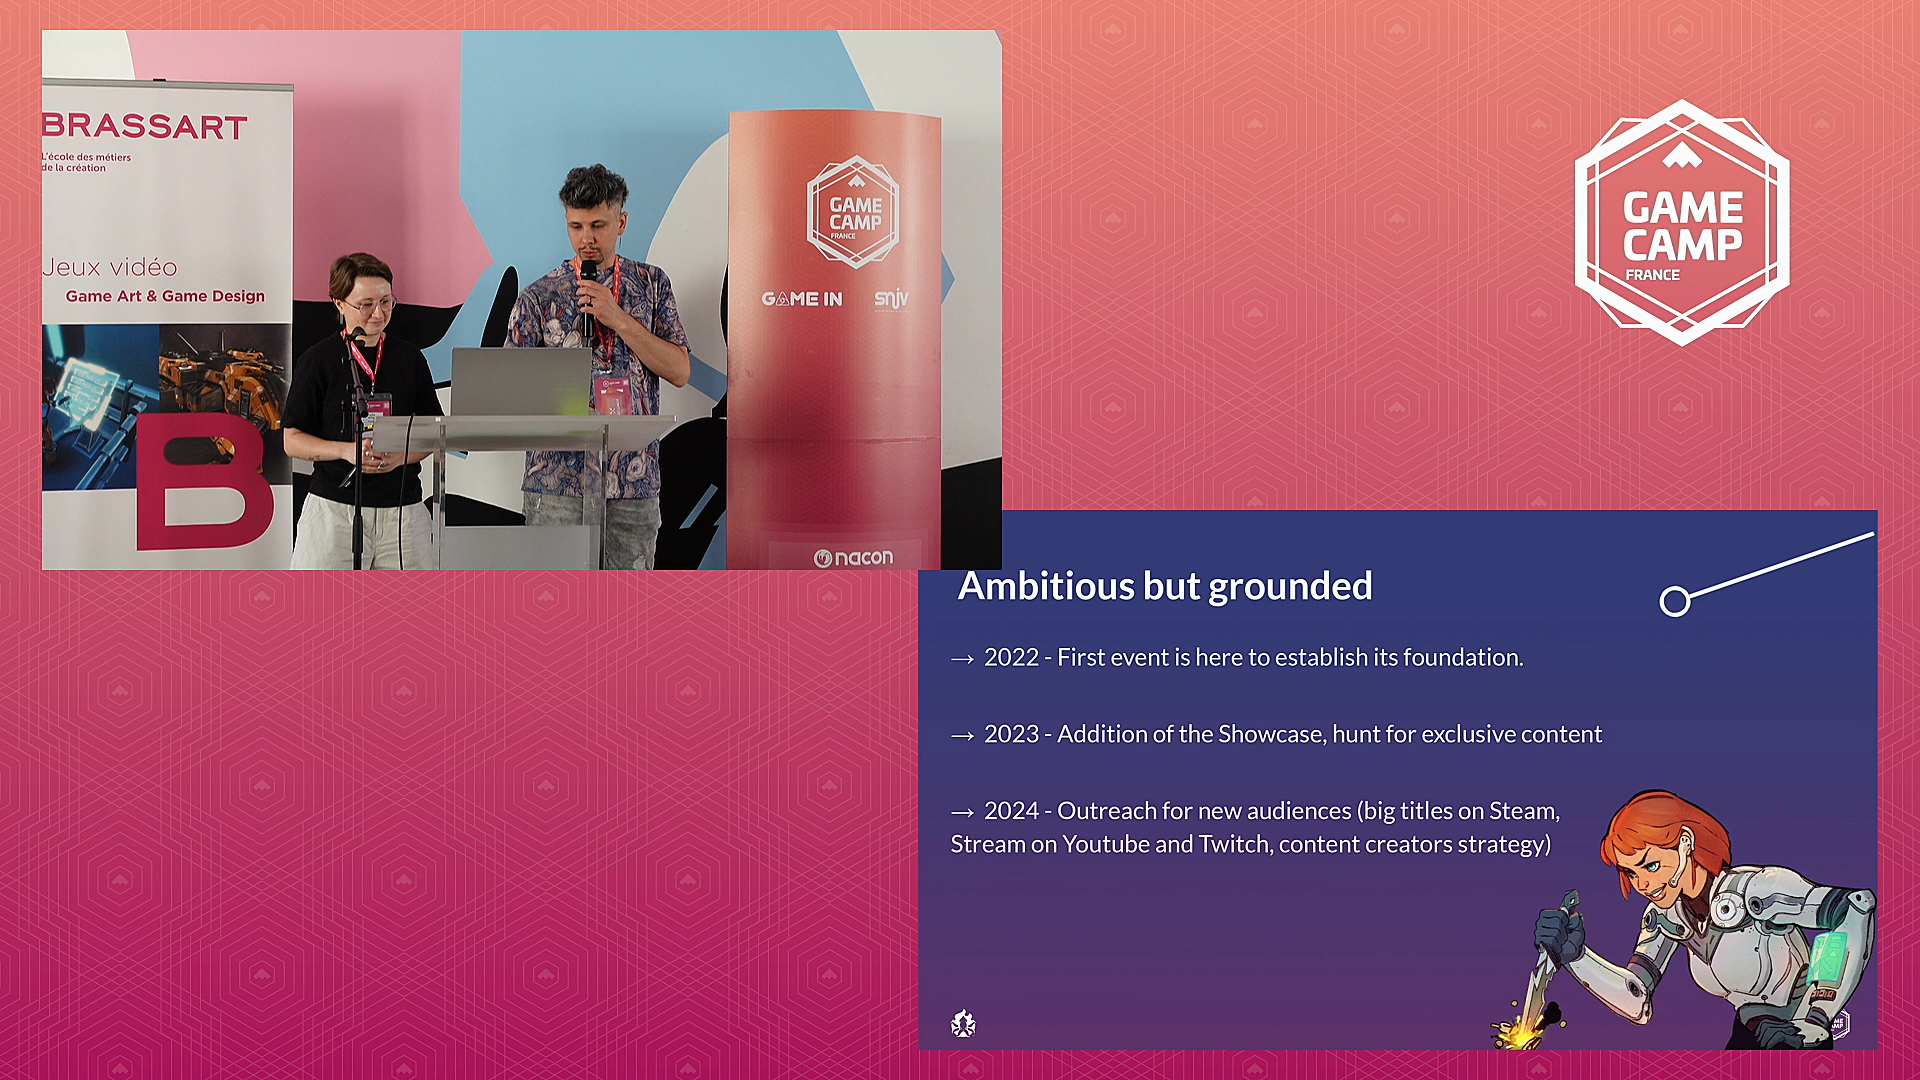 BRASSART
L'école des métiers
de la création
Jeux vidéo
Game Art & Game Design
B
GAME
CAMP
FRANCE
GAME IN
snjv
nacon
GAME
CAMP
FRANCE
Ambitious but grounded
→ 2022 - First event is here to establish its foundation.
→ 2023 - Addition of the Showcase, hunt for exclusive content
→ 2024 - Outreach for new audiences (big titles on Steam,
Stream on Youtube and Twitch, content creators strategy)